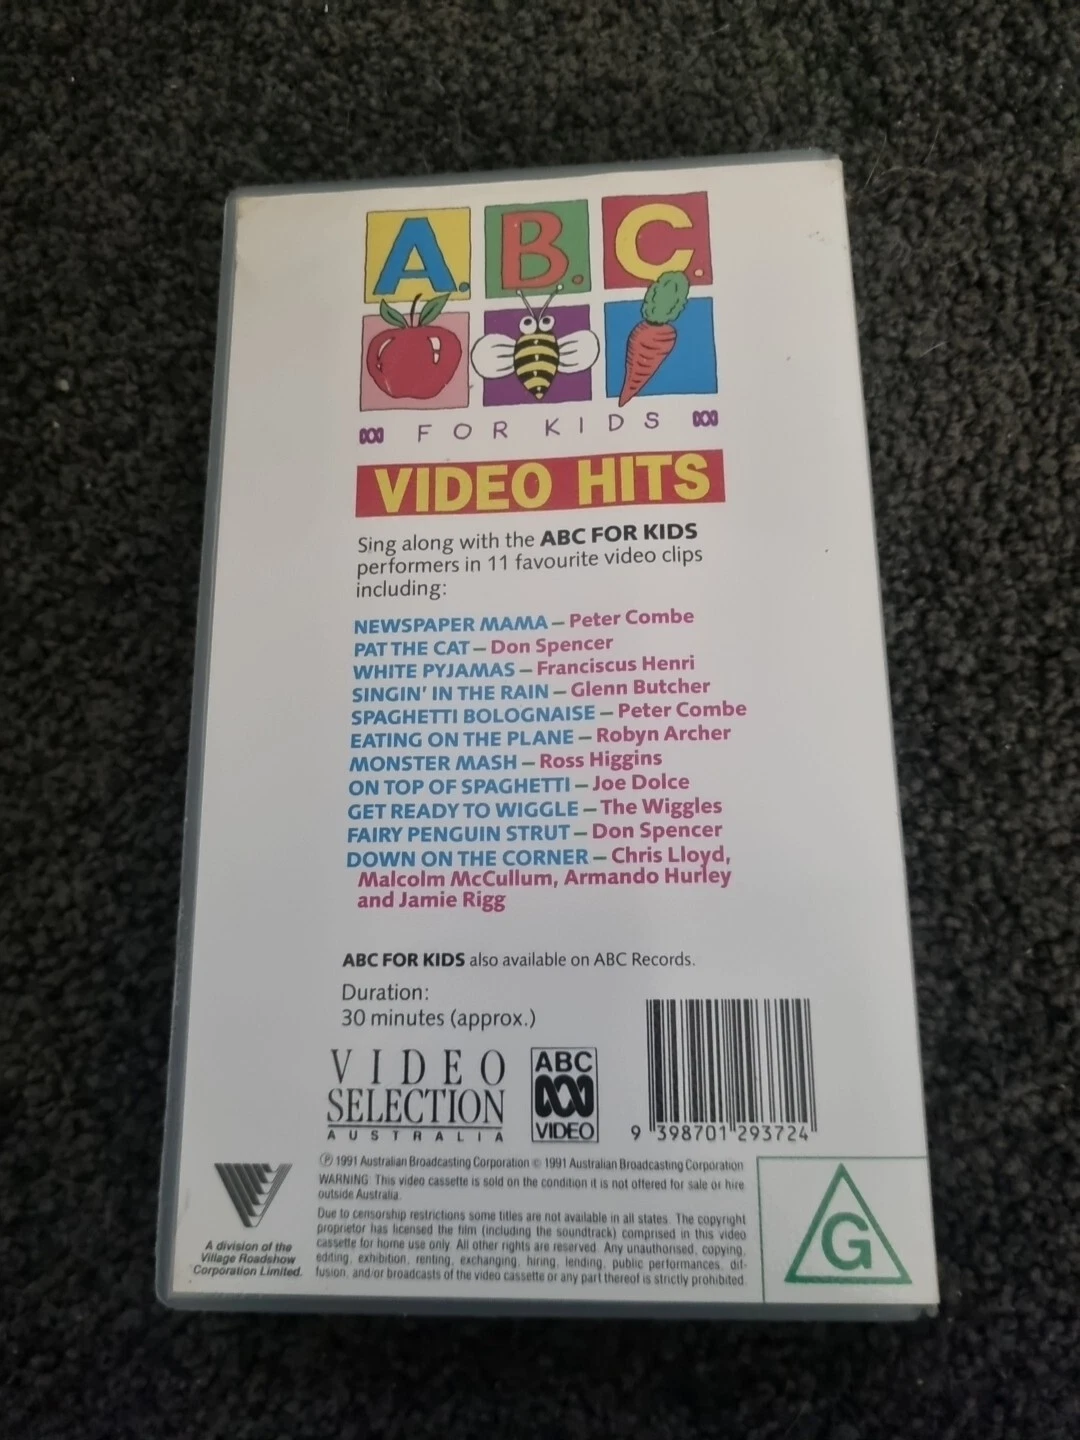 A. B. C.
FOR KIDS
VIDEO HITS
Sing along with the ABC FOR KIDS
performers in 11 favourite video clips
including:
NEWSPAPER MAMA – Peter Combe
PAT THE CAT – Don Spencer
WHITE PYJAMAS – Franciscus Henri
SINGIN' IN THE RAIN – Glenn Butcher
SPAGHETTI BOLOGNAISE – Peter Combe
EATING ON THE PLANE – Robyn Archer
MONSTER MASH – Ross Higgins
ON TOP OF SPAGHETTI – Joe Dolce
GET READY TO WIGGLE – The Wiggles
FAIRY PENGUIN STRUT – Don Spencer
DOWN ON THE CORNER – Chris Lloyd,
Malcolm McCullum, Armando Hurley
and Jamie Rigg
ABC FOR KIDS also available on ABC Records.
Duration:
30 minutes (approx.)
VIDEO
SELECTION
AUSTRALIA
ABC
VIDEO
9 398701 293724
℗ 1991 Australian Broadcasting Corporation © 1991 Australian Broadcasting Corporation
WARNING: This video cassette is sold on the condition it is not offered for sale or hire
outside Australia.
Due to censorship restrictions some titles are not available in all states. The copyright
proprietor has licensed the film (including the soundtrack) comprised in this video
cassette for home use only. All other rights are reserved. Any unauthorised, copying,
editing, exhibition, renting, exchanging, hiring, lending, public performances, dif-
fusion, and/or broadcasts of the video cassette or any part thereof is strictly prohibited.
A division of the
Village Roadshow
Corporation Limited.
G